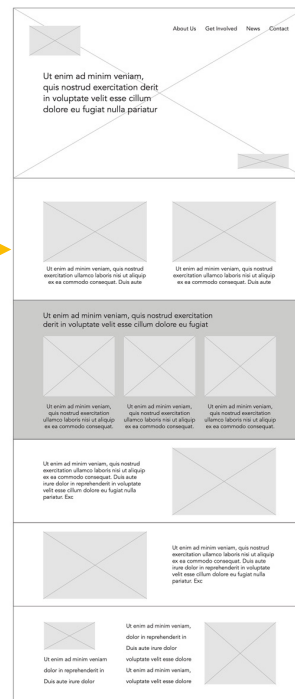 About Us Get Involved News Contact
Ut enim ad minim veniam,
quis nostrud exercitation derit
in voluptate velit esse cillum
dolore eu fugiat nulla pariatur
Ut enim ad minim veniam, quis nostrud
exercitation ullamco laboris nisi ut aliquip
ex ea commodo consequat. Duis aute
Ut enim ad minim veniam, quis nostrud
exercitation ullamco laboris nisi ut aliquip
ex ea commodo consequat. Duis aute
Ut enim ad minim veniam, quis nostrud exercitation
derit in voluptate velit esse cillum dolore eu fugiat
Ut enim ad minim veniam,
quis nostrud exercitation
ullamco laboris nisi ut aliquip
ex ea commodo consequat.
Ut enim ad minim veniam,
quis nostrud exercitation
ullamco laboris nisi ut aliquip
ex ea commodo consequat.
Ut enim ad minim veniam,
quis nostrud exercitation
ullamco laboris nisi ut aliquip
ex ea commodo consequat.
Ut enim ad minim veniam, quis nostrud
exercitation ullamco laboris nisi ut aliquip
ex ea commodo consequat. Duis aute
irure dolor in reprehenderit in voluptate
velit esse cillum dolore eu fugiat nulla
pariatur. Exc
Ut enim ad minim veniam, quis nostrud
exercitation ullamco laboris nisi ut aliquip
ex ea commodo consequat. Duis aute
irure dolor in reprehenderit in voluptate
velit esse cillum dolore eu fugiat nulla
pariatur. Exc
Ut enim ad minim veniam
dolor in reprehenderit in
Duis aute irure dolor
Ut enim ad minim veniam,
dolor in reprehenderit in
Duis aute irure dolor
voluptate velit esse dolore
Ut enim ad minim veniam,
voluptate velit esse dolore